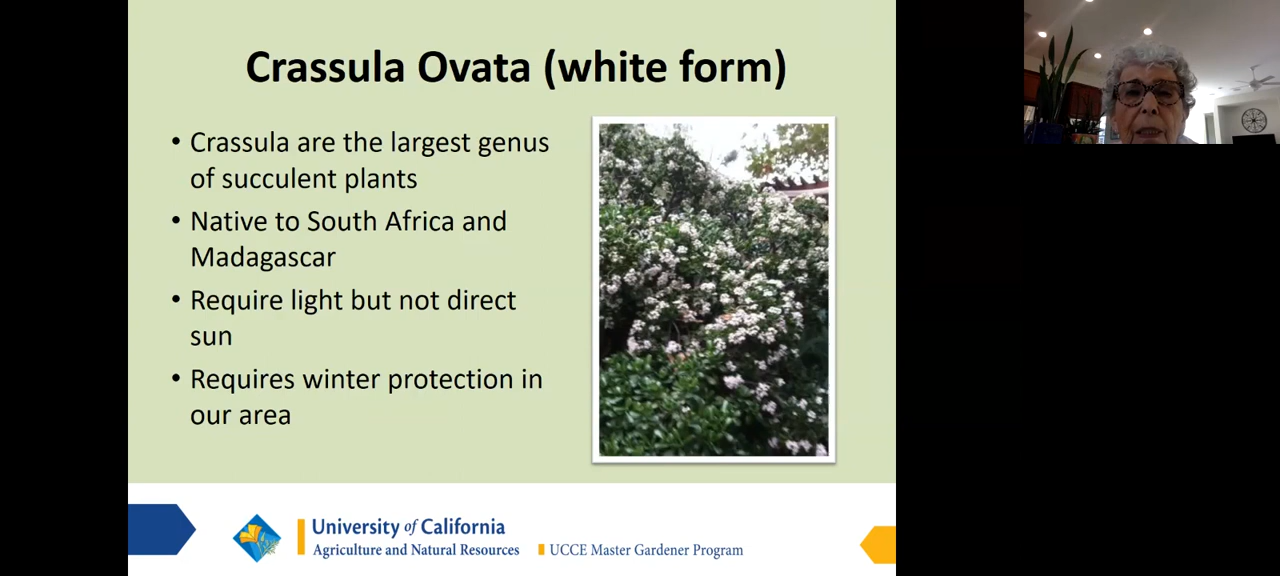 Crassula Ovata (white form)
• Crassula are the largest genus
of succulent plants
• Native to South Africa and
Madagascar
• Require light but not direct
sun
• Requires winter protection in
our area
University of California
Agriculture and Natural Resources
UCCE Master Gardener Program